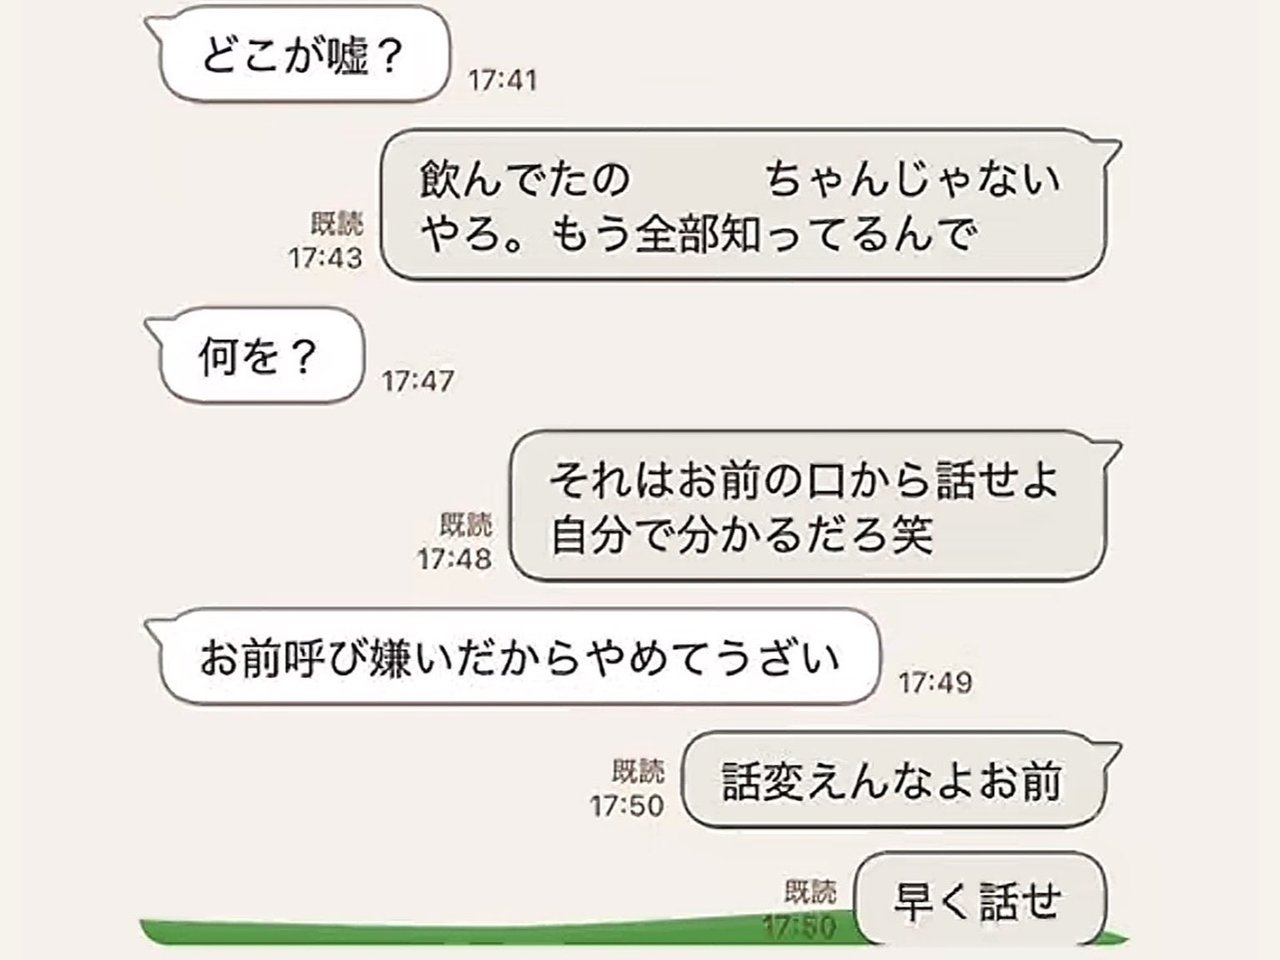 どこが嘘？
17:41
飲んでたの　　　ちゃんじゃない
やろ。もう全部知ってるんで
既読
17:43
何を？
17:47
それはお前の口から話せよ
自分で分かるだろ笑
既読
17:48
お前呼び嫌いだからやめてうざい
17:49
話変えんなよお前
既読
17:50
早く話せ
既読
17:50